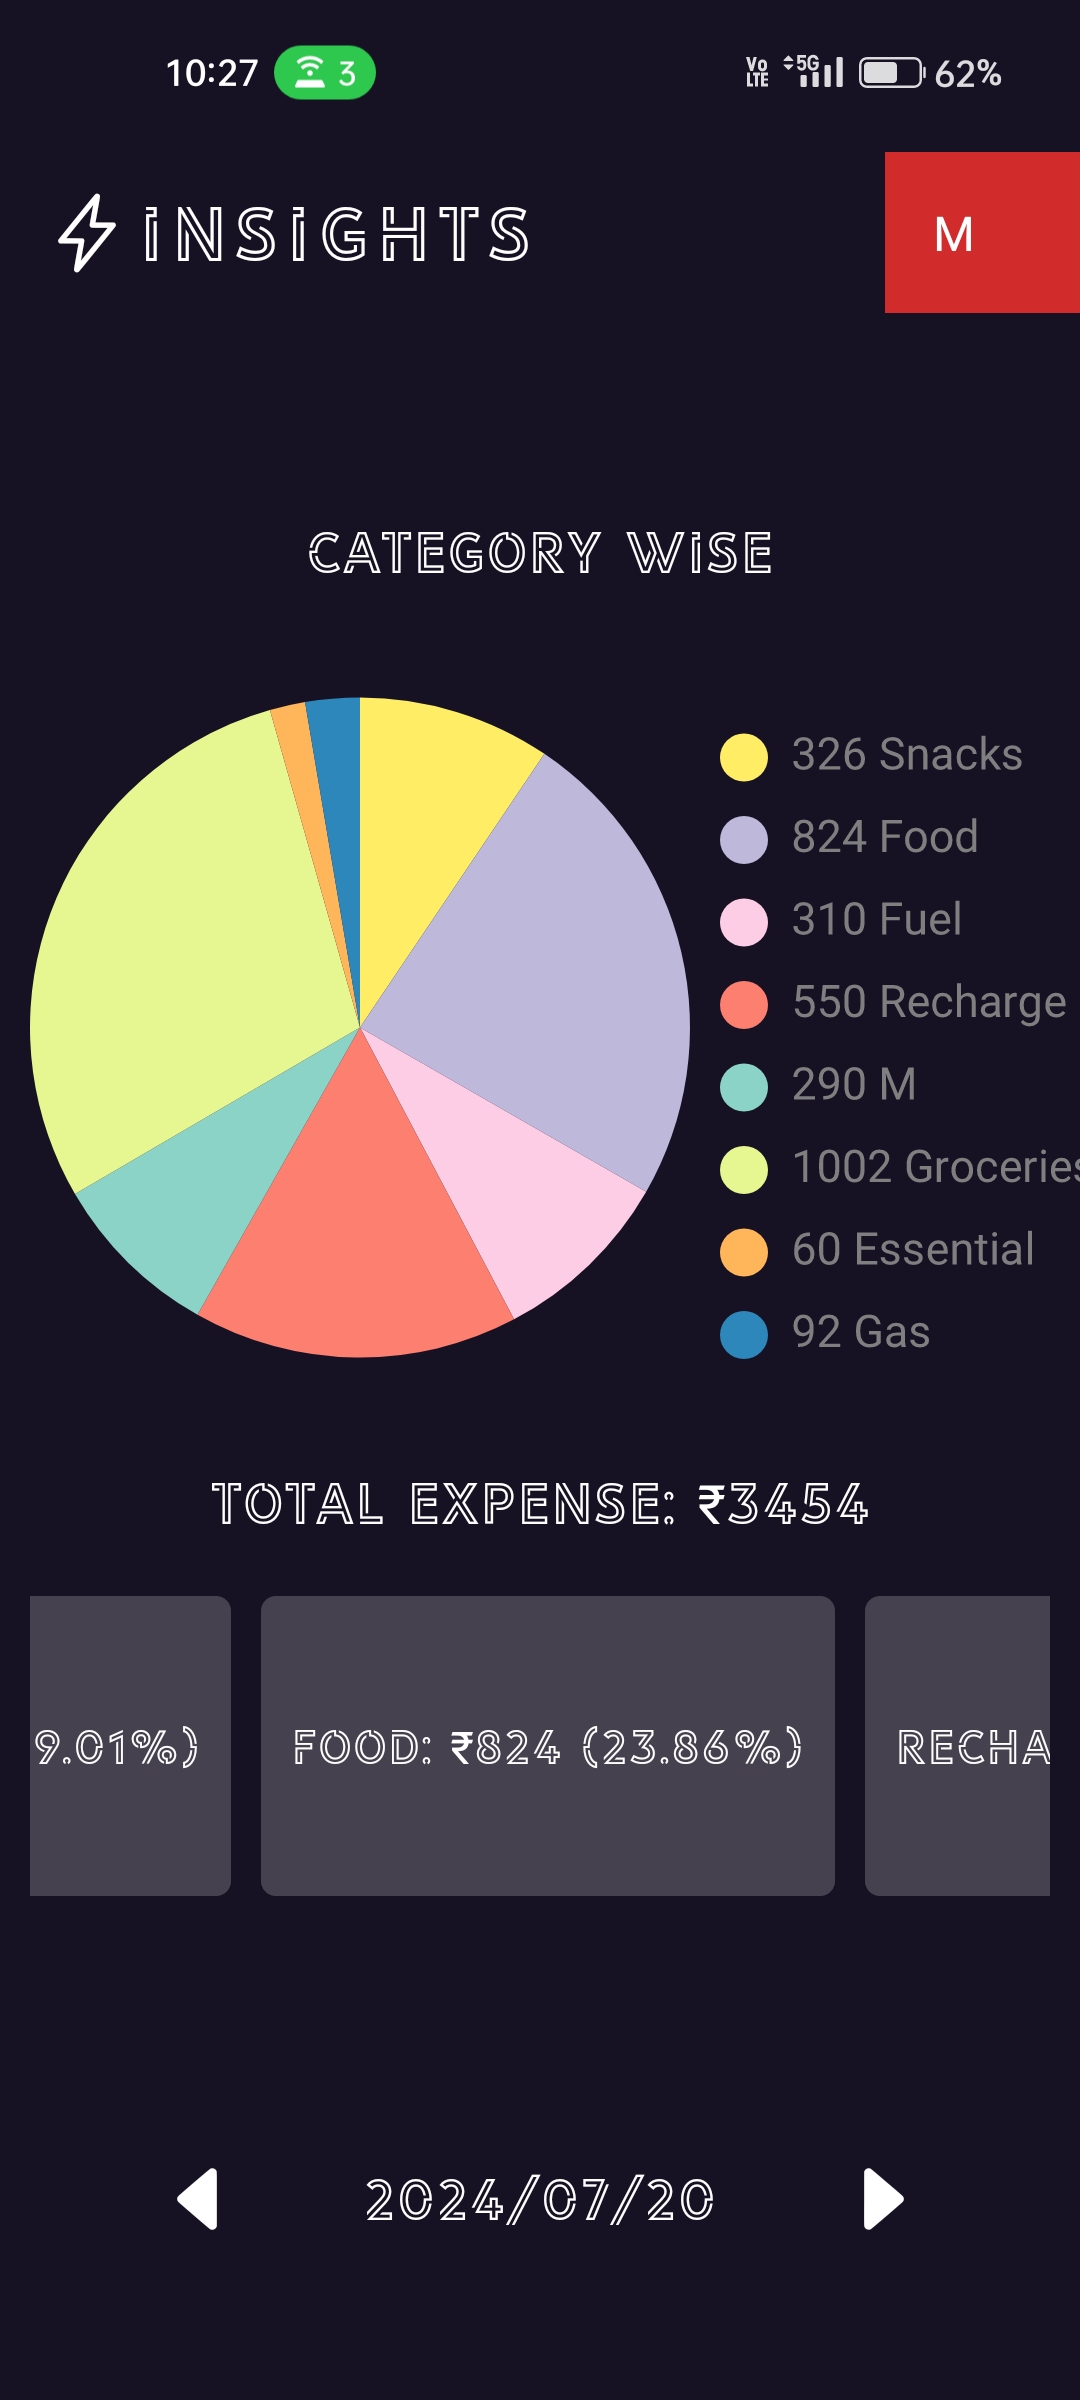 10:27 3 Vo LTE 5G 62%
iNSiGHTS M
CATEGORY WiSE
326 Snacks
824 Food
310 Fuel
550 Recharge
290 M
1002 Groceries
60 Essential
92 Gas
TOTAL EXPENSE: ₹3454
9.01%) FOOD: ₹824 (23.86%) RECHA
2024/07/20